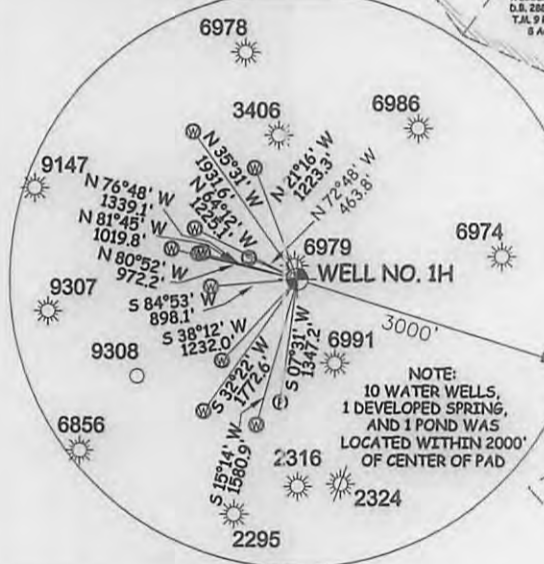 D.B. 288
T.M. 9
6978
3406
6986
9147
N 35°31' W
1931.6'
N 21°16' W
1223.3'
N 72°48' W
463.8'
N 64°12' W
1225.1'
N 76°48' W
1339.1'
N 81°45' W
1019.8'
N 80°52' W
972.2'
S 84°53' W
898.1'
6979
WELL NO. 1H
6974
9307
3000'
S 38°12' W
1232.0'
S 32°22' W
1772.6'
S 07°31' W
1347.2'
S 15°14' W
1580.9'
6991
9308
NOTE:
10 WATER WELLS,
1 DEVELOPED SPRING,
AND 1 POND WAS
LOCATED WITHIN 2000'
OF CENTER OF PAD
6856
2316
2324
2295
W
W
W
W
W
W
W
W
W
W